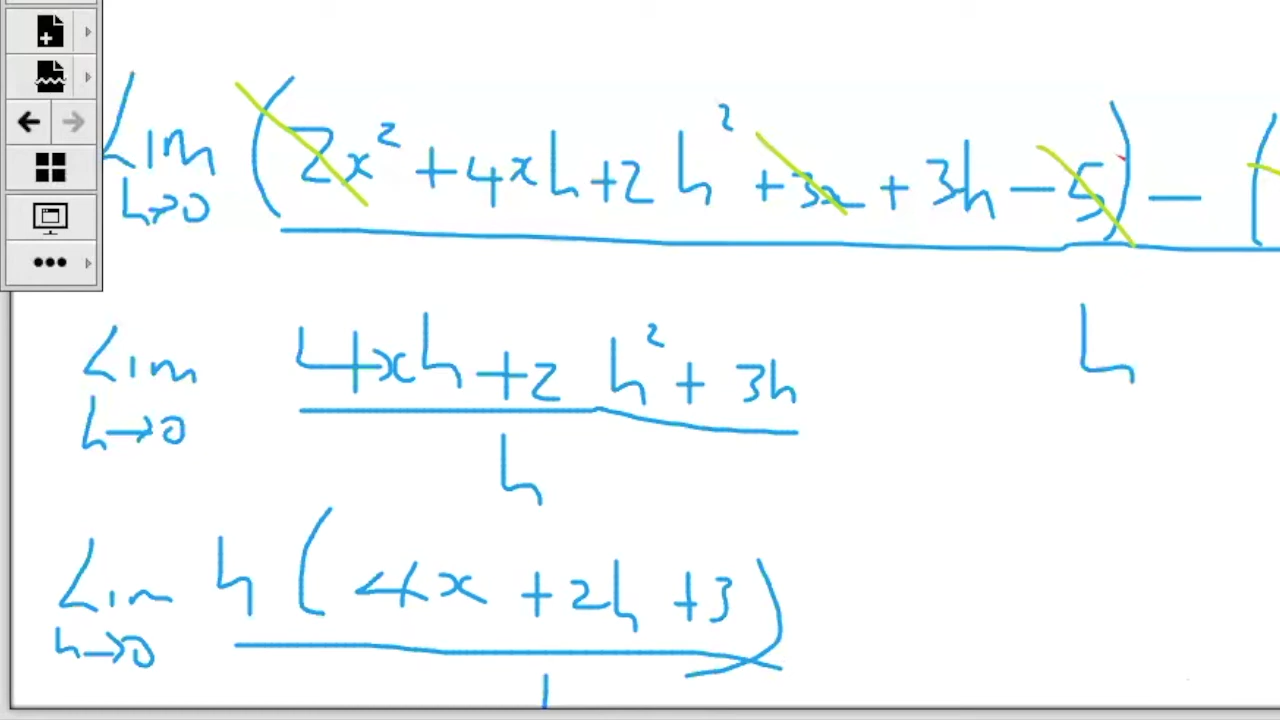 Lim (2x² + 4xh + 2h² + 3x + 3h - 5) - (
h→0
h
Lim 4xh + 2h² + 3h
h→0 h
Lim h(4x + 2h + 3)
h→0